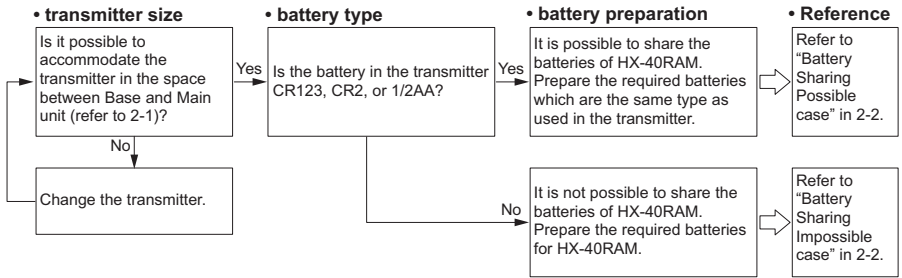 • transmitter size
Is it possible to
accommodate the
transmitter in the space
between Base and Main
unit (refer to 2-1)?
Yes
No
Change the transmitter.
• battery type
Is the battery in the transmitter
CR123, CR2, or 1/2AA?
Yes
No
• battery preparation
It is possible to share the
batteries of HX-40RAM.
Prepare the required batteries
which are the same type as
used in the transmitter.
It is not possible to share the
batteries of HX-40RAM.
Prepare the required batteries
for HX-40RAM.
• Reference
Refer to
“Battery
Sharing
Possible
case” in 2-2.
Refer to
“Battery
Sharing
Impossible
case” in 2-2.